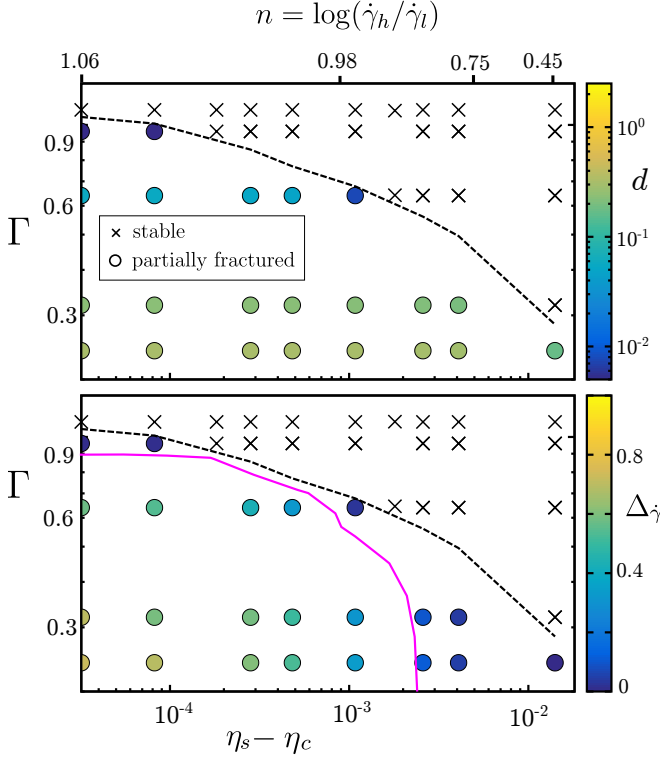 n = log(γ̇_h/γ̇_l)
1.06 0.98 0.75 0.45
0.9
0.6
Γ
0.3
× stable
○ partially fractured
10^0
d
10^-1
10^-2
0.9
Γ
0.6
0.3
0.8
Δγ̇
0.4
0
10^-4 10^-3 10^-2
η_s − η_c